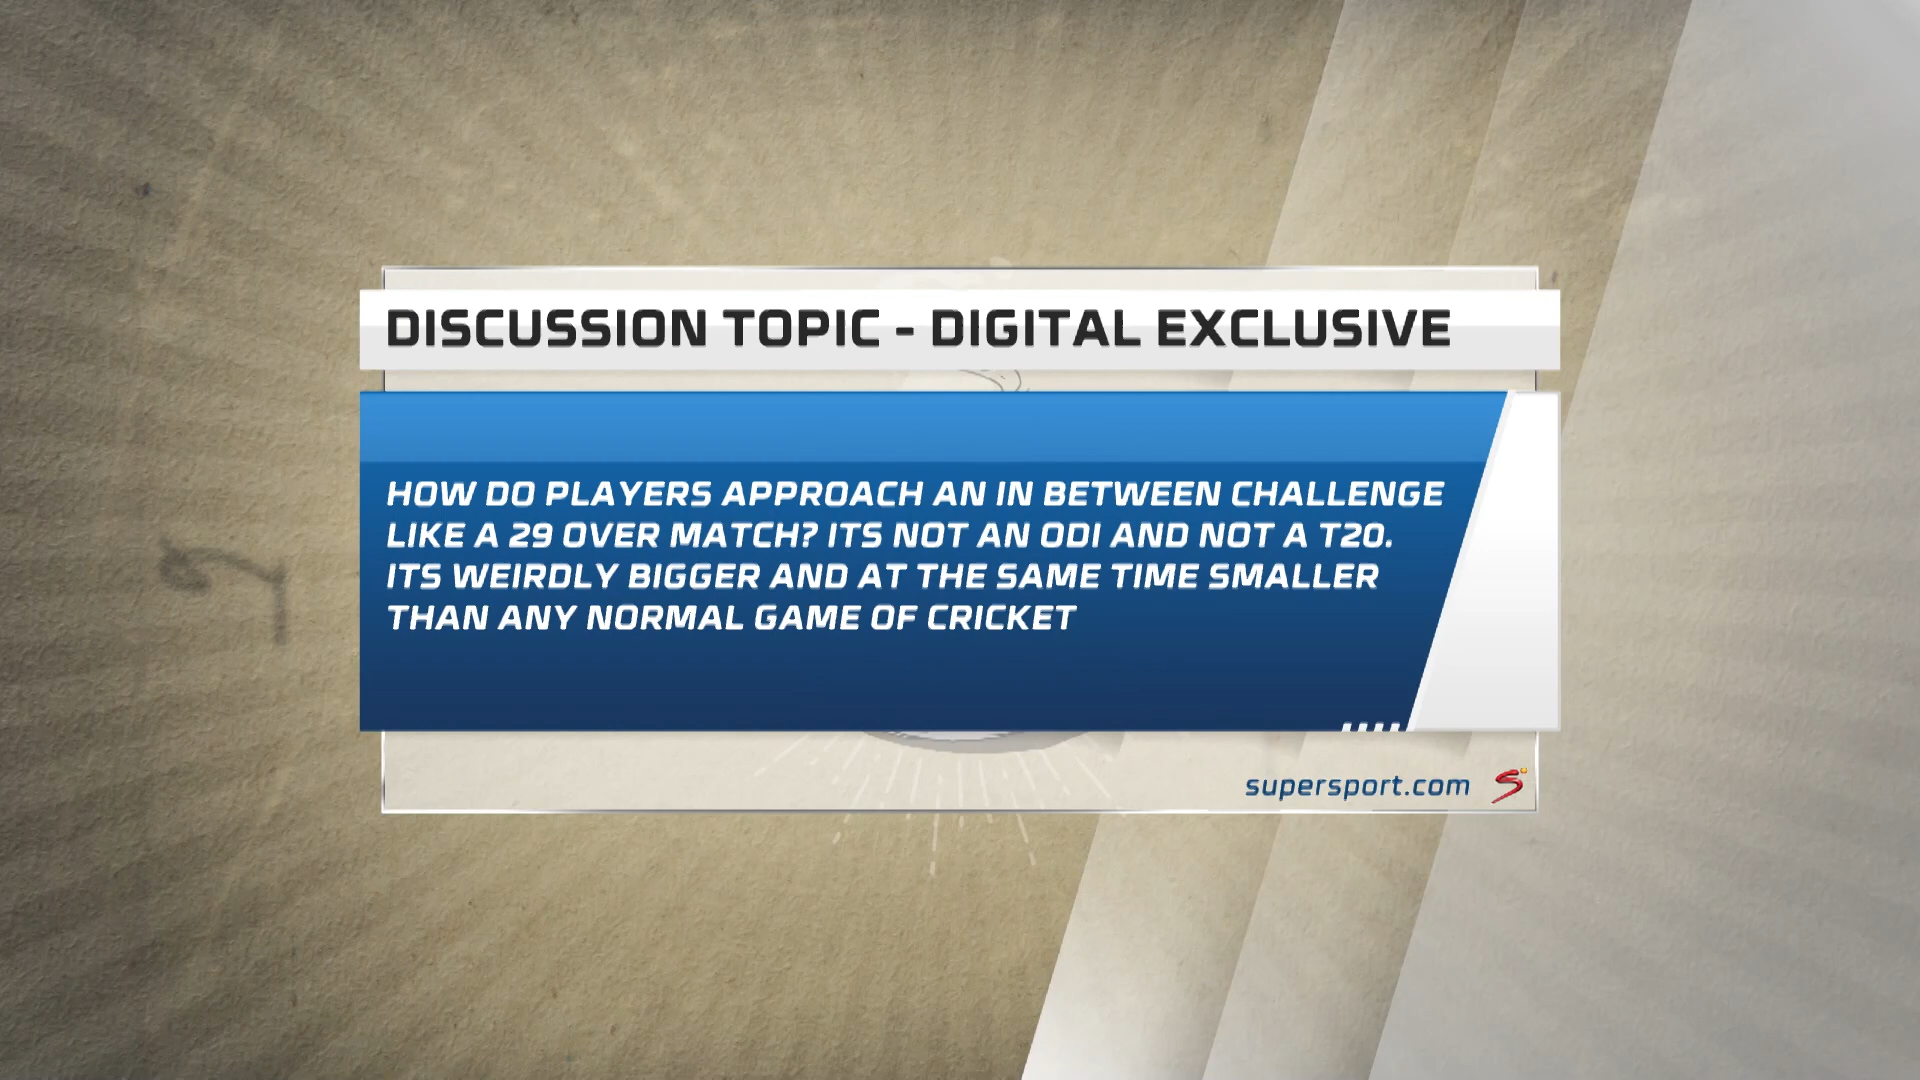 DISCUSSION TOPIC - DIGITAL EXCLUSIVE
HOW DO PLAYERS APPROACH AN IN BETWEEN CHALLENGE
LIKE A 29 OVER MATCH? ITS NOT AN ODI AND NOT A T20.
ITS WEIRDLY BIGGER AND AT THE SAME TIME SMALLER
THAN ANY NORMAL GAME OF CRICKET
supersport.com